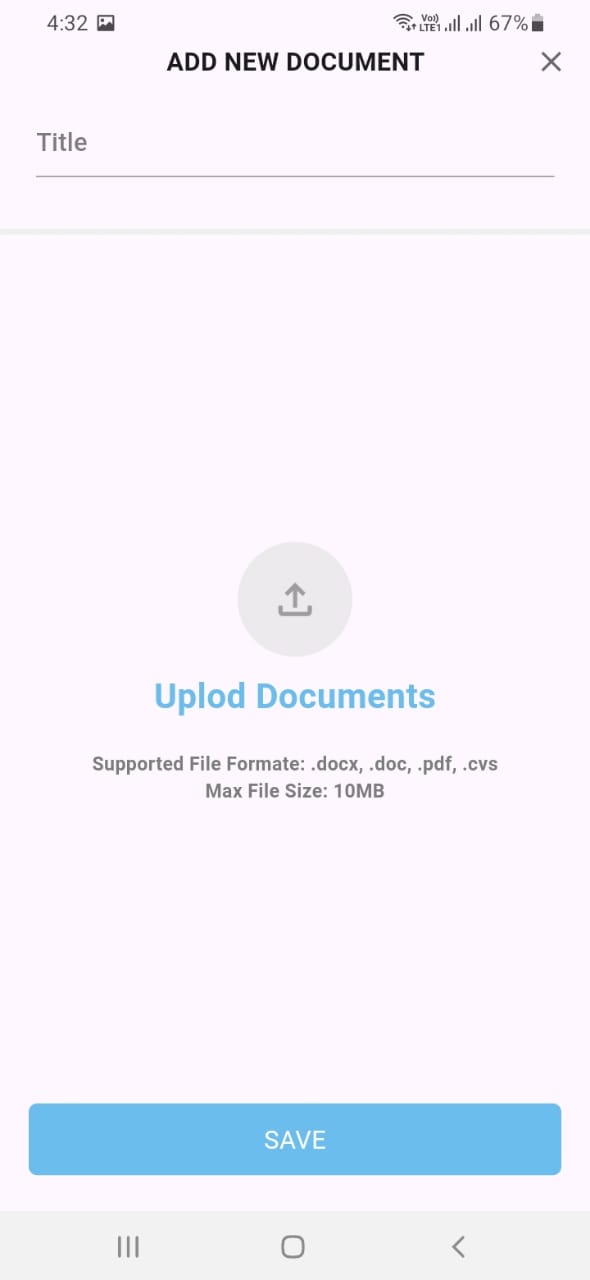 4:32 Vo)) LTE1 67%
ADD NEW DOCUMENT
Title
Uplod Documents
Supported File Formate: .docx, .doc, .pdf, .cvs
Max File Size: 10MB
SAVE